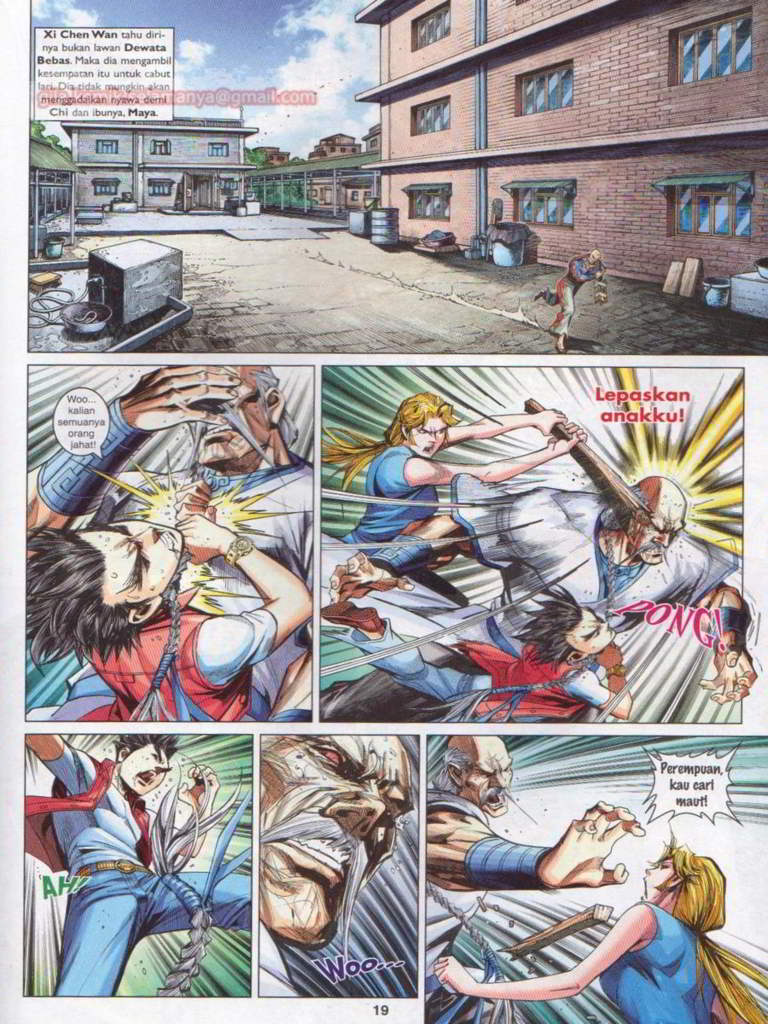 Xi Chen Wan tahu diri-
nya bukan lawan Dewata
Bebas. Maka dia mengambil
kesempatan itu untuk cabut
lari. Dia tidak mungkin akan
menggadaikan nyawa demi
Chi dan ibunya, Maya.
Woo...
kalian
semuanya
orang
jahat!
Lepaskan
anakku!
PONG!
AH!
Woo...
Perempuan,
kau cari
maut!
19